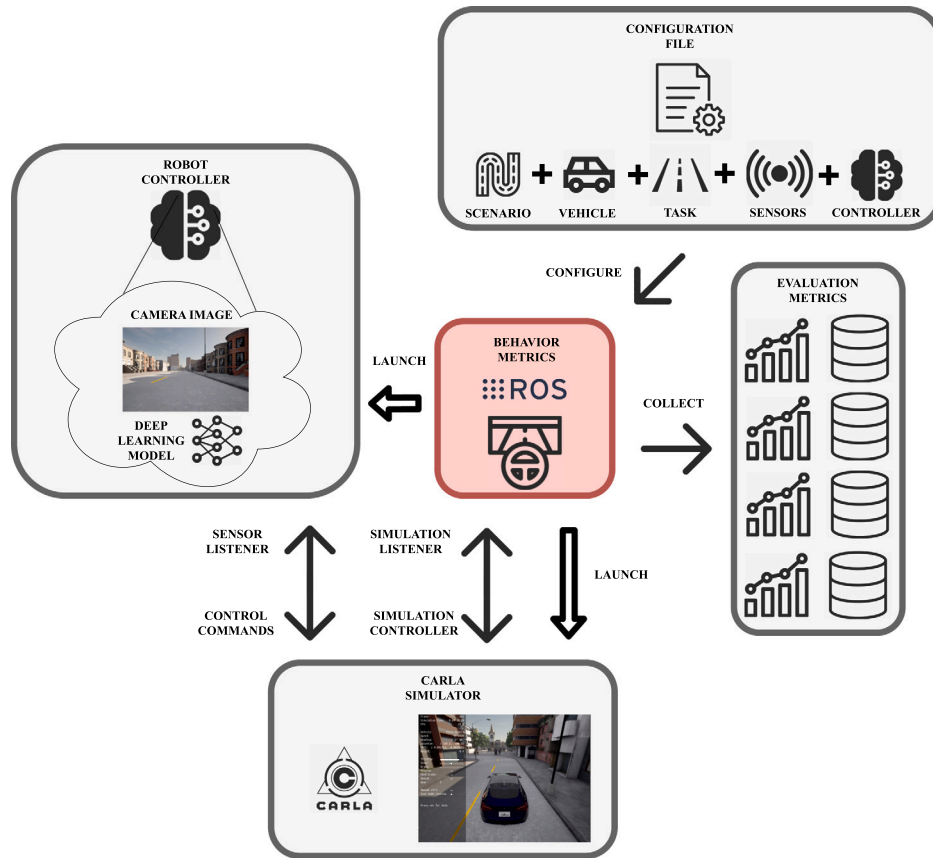 CONFIGURATION
FILE
SCENARIO
VEHICLE
TASK
SENSORS
CONTROLLER
ROBOT
CONTROLLER
CAMERA IMAGE
DEEP
LEARNING
MODEL
CONFIGURE
LAUNCH
BEHAVIOR
METRICS
ROS
COLLECT
EVALUATION
METRICS
SENSOR
LISTENER
SIMULATION
LISTENER
LAUNCH
CONTROL
COMMANDS
SIMULATION
CONTROLLER
CARLA
SIMULATOR
CARLA